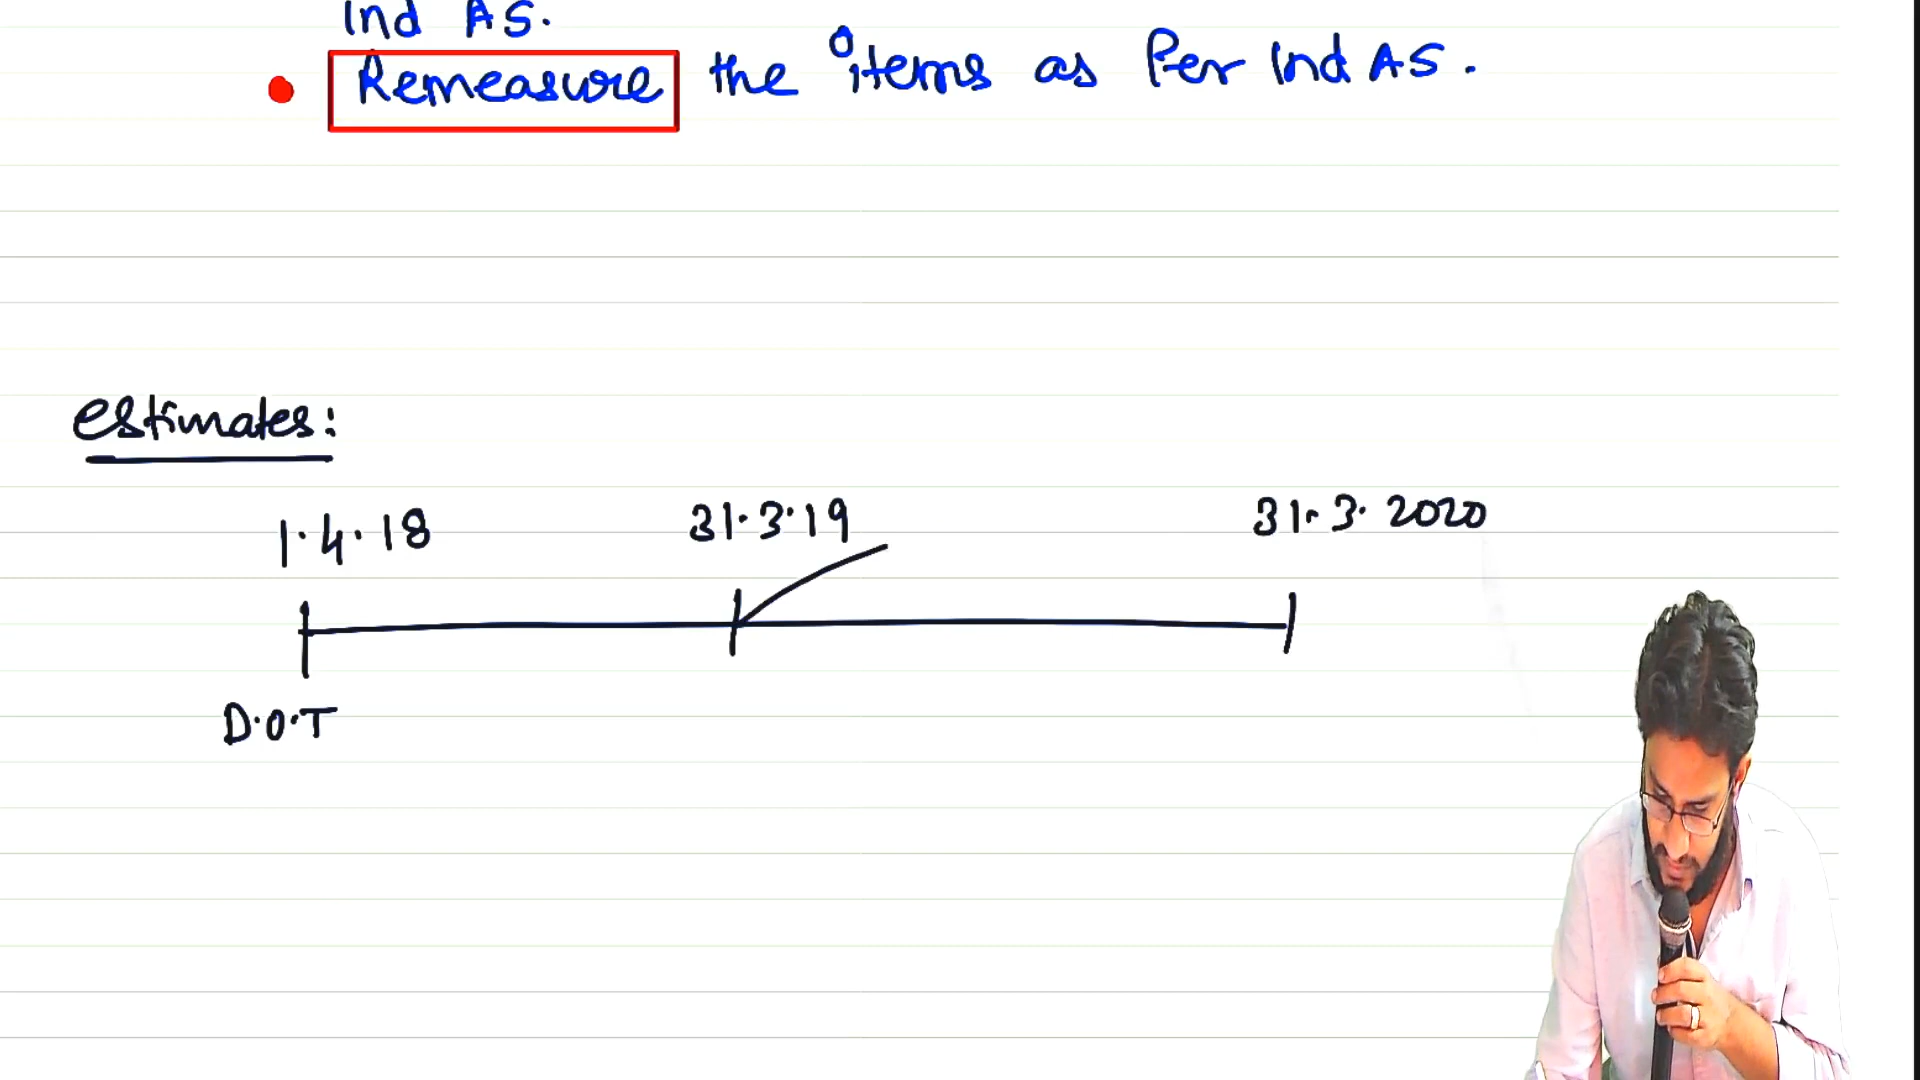 Ind AS.
• Remeasure the items as Per Ind AS.
estimates:
1.4.18 31.3.19 31.3.2020
D.O.T